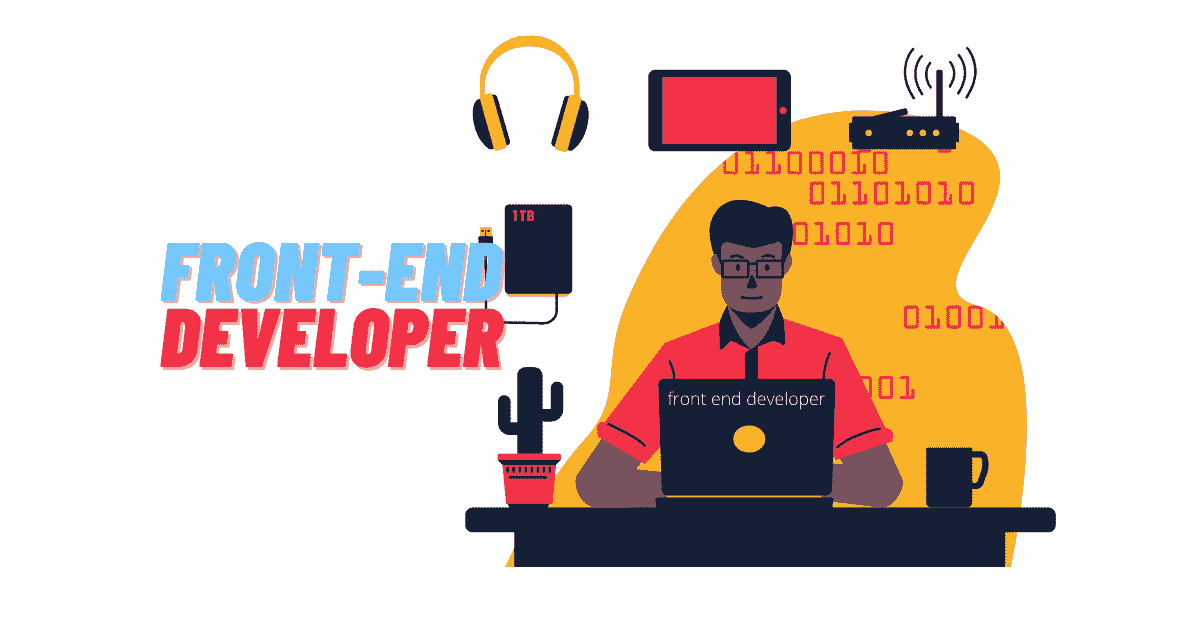 01100010
01101010
01010
1TB
FRONT-END
DEVELOPER
01001
001
front end developer